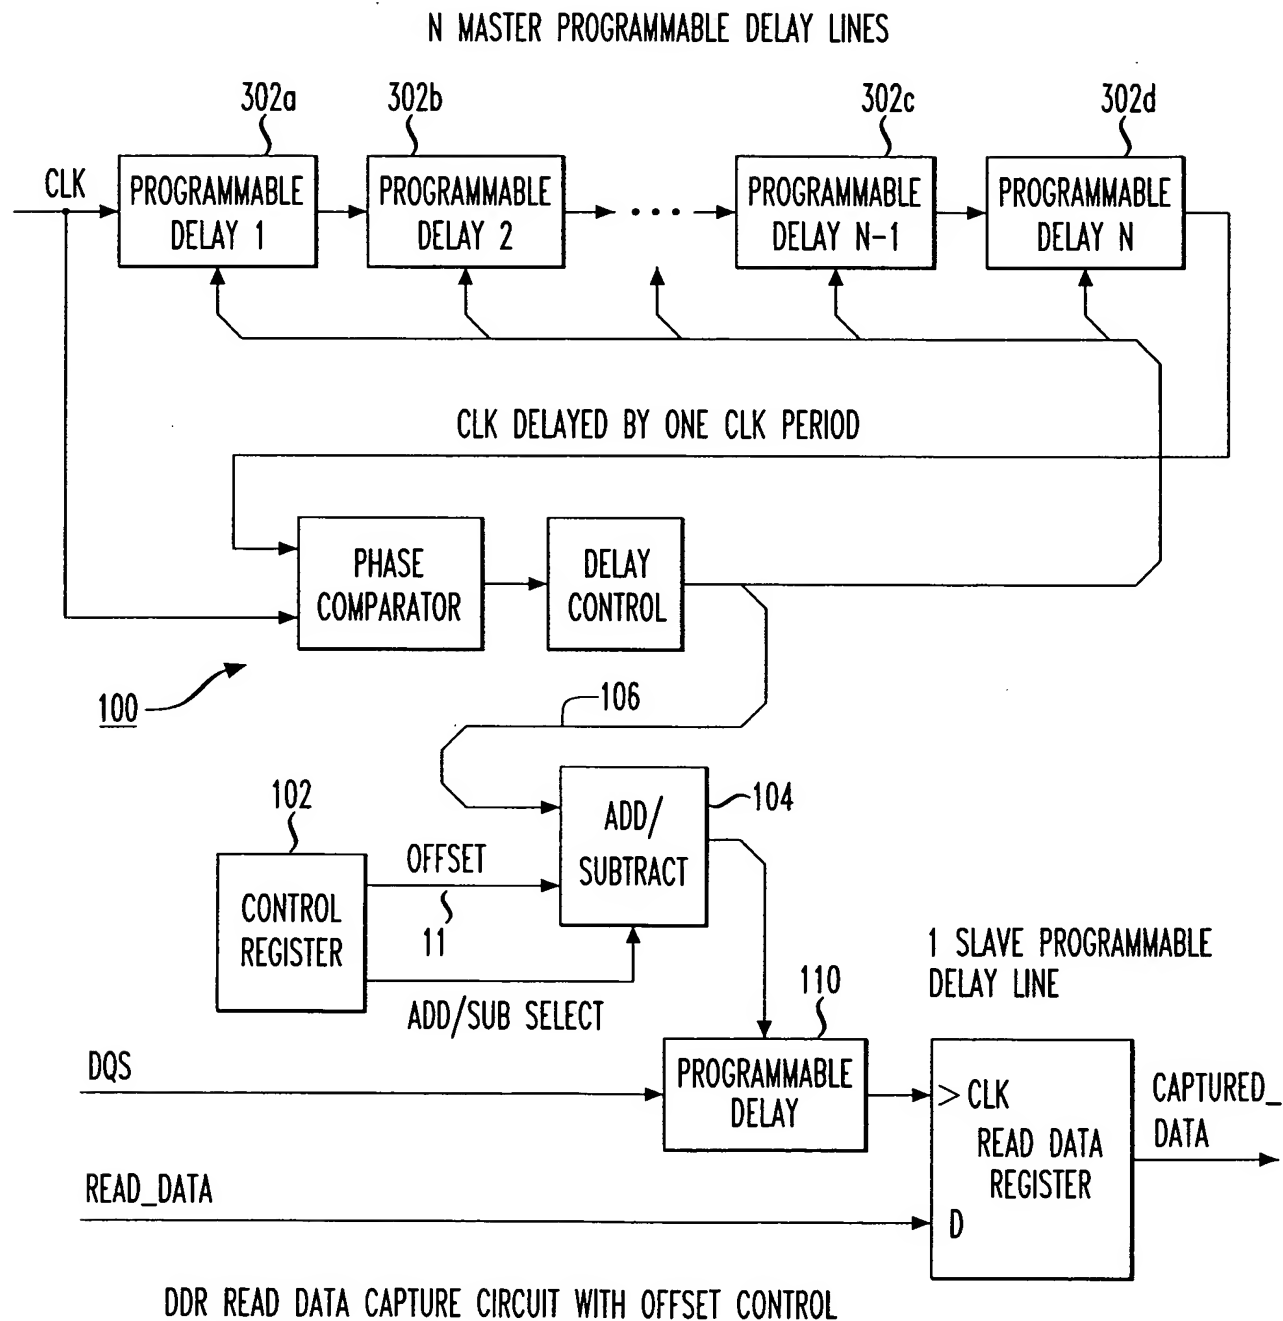 N MASTER PROGRAMMABLE DELAY LINES
302a
302b
302c
302d
CLK
PROGRAMMABLE
DELAY 1
PROGRAMMABLE
DELAY 2
...
PROGRAMMABLE
DELAY N-1
PROGRAMMABLE
DELAY N
CLK DELAYED BY ONE CLK PERIOD
PHASE
COMPARATOR
DELAY
CONTROL
100
106
102
ADD/
SUBTRACT
104
CONTROL
REGISTER
OFFSET
11
ADD/SUB SELECT
110
1 SLAVE PROGRAMMABLE
DELAY LINE
DQS
PROGRAMMABLE
DELAY
> CLK
READ DATA
REGISTER
D
CAPTURED_
DATA
READ_DATA
DDR READ DATA CAPTURE CIRCUIT WITH OFFSET CONTROL